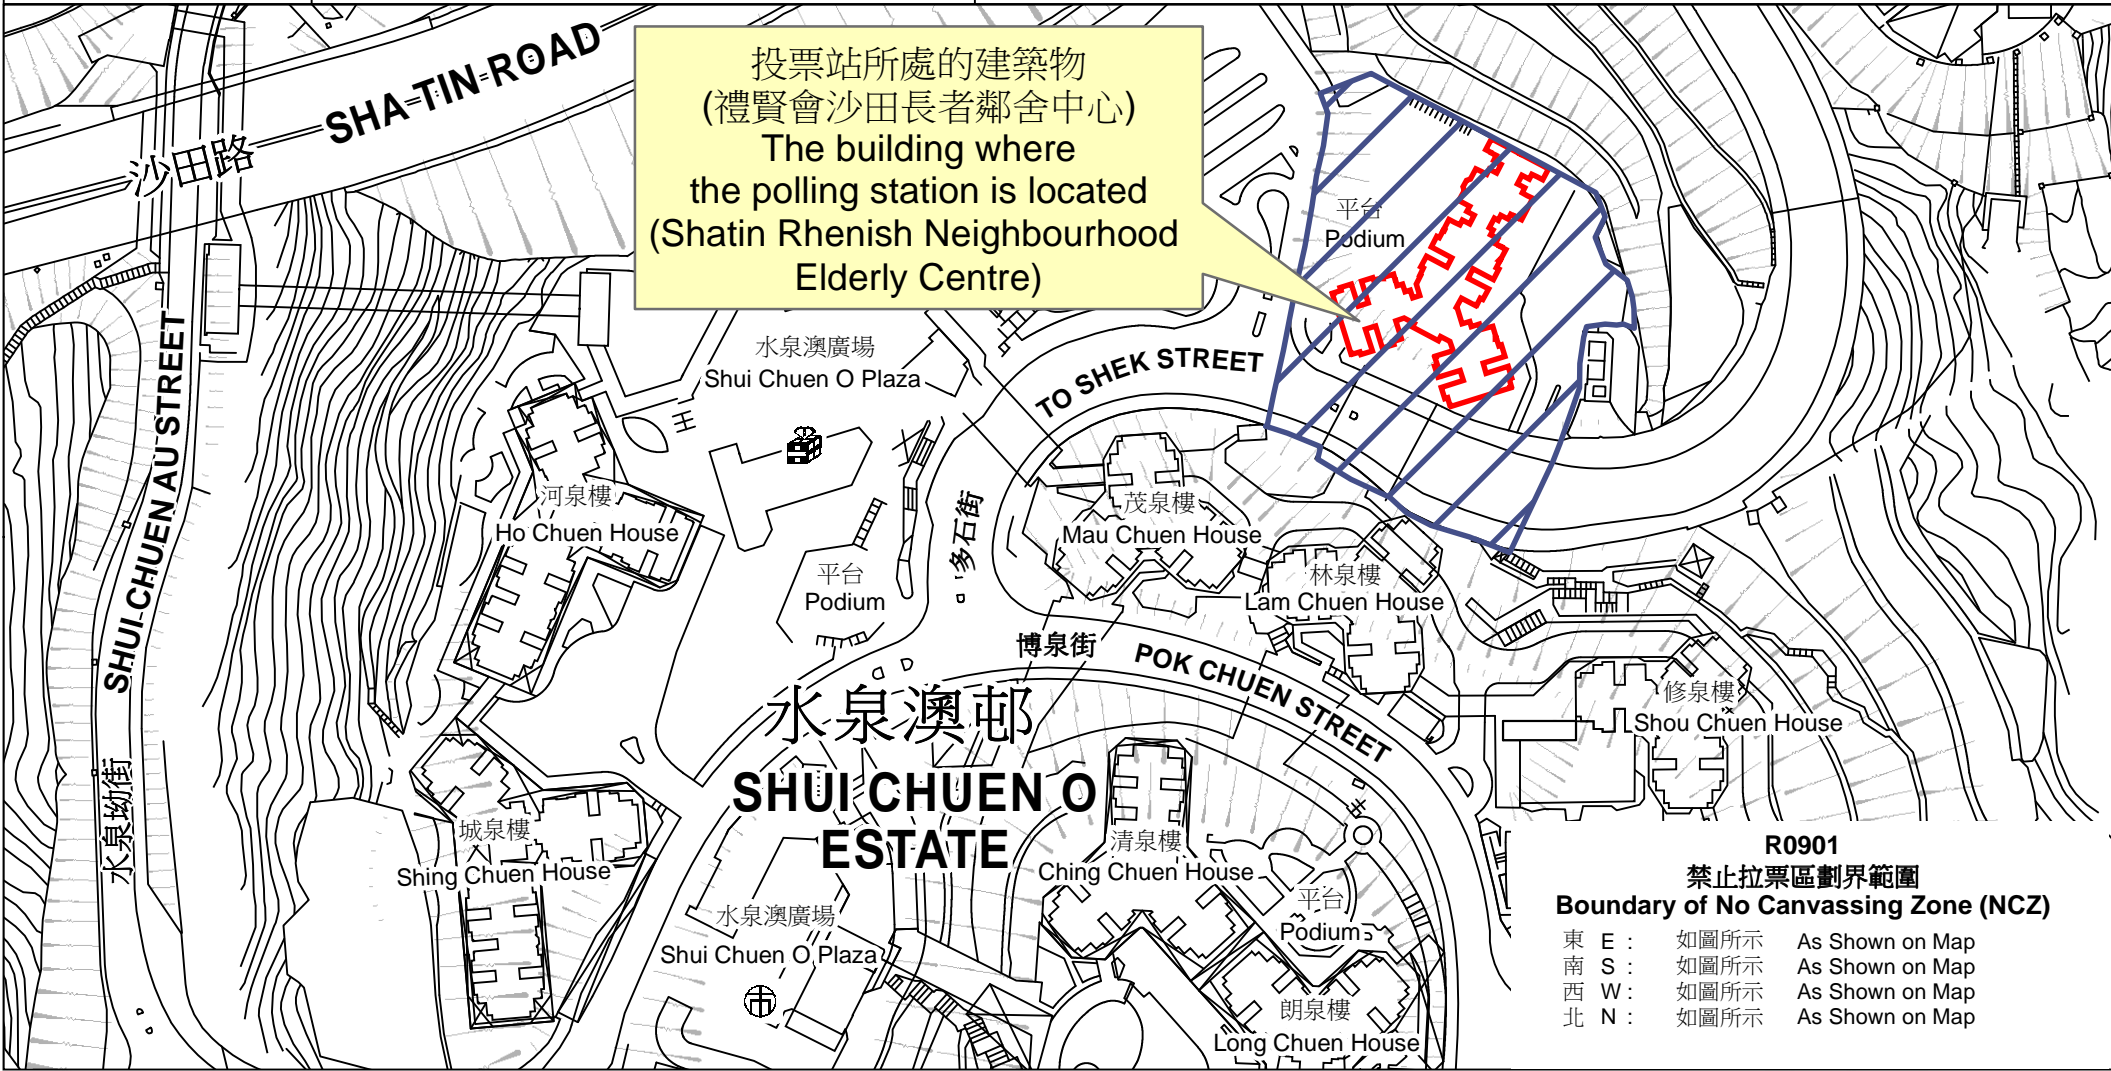 沙田路
SHA TIN ROAD
投票站所處的建築物
(禮賢會沙田長者鄰舍中心)
The building where
the polling station is located
(Shatin Rhenish Neighbourhood
Elderly Centre)
平台
Podium
水泉澳廣場
Shui Chuen O Plaza
TO SHEK STREET
多石街
SHUI CHUEN AU STREET
水泉坳街
河泉樓
Ho Chuen House
茂泉樓
Mau Chuen House
平台
Podium
林泉樓
Lam Chuen House
博泉街
POK CHUEN STREET
修泉樓
Shou Chuen House
水泉澳邨
SHUI CHUEN O
ESTATE
城泉樓
Shing Chuen House
清泉樓
Ching Chuen House
平台
Podium
水泉澳廣場
Shui Chuen O Plaza
市
朗泉樓
Long Chuen House
R0901
禁止拉票區劃界範圍
Boundary of No Canvassing Zone (NCZ)
東 E : 如圖所示 As Shown on Map
南 S : 如圖所示 As Shown on Map
西 W : 如圖所示 As Shown on Map
北 N : 如圖所示 As Shown on Map